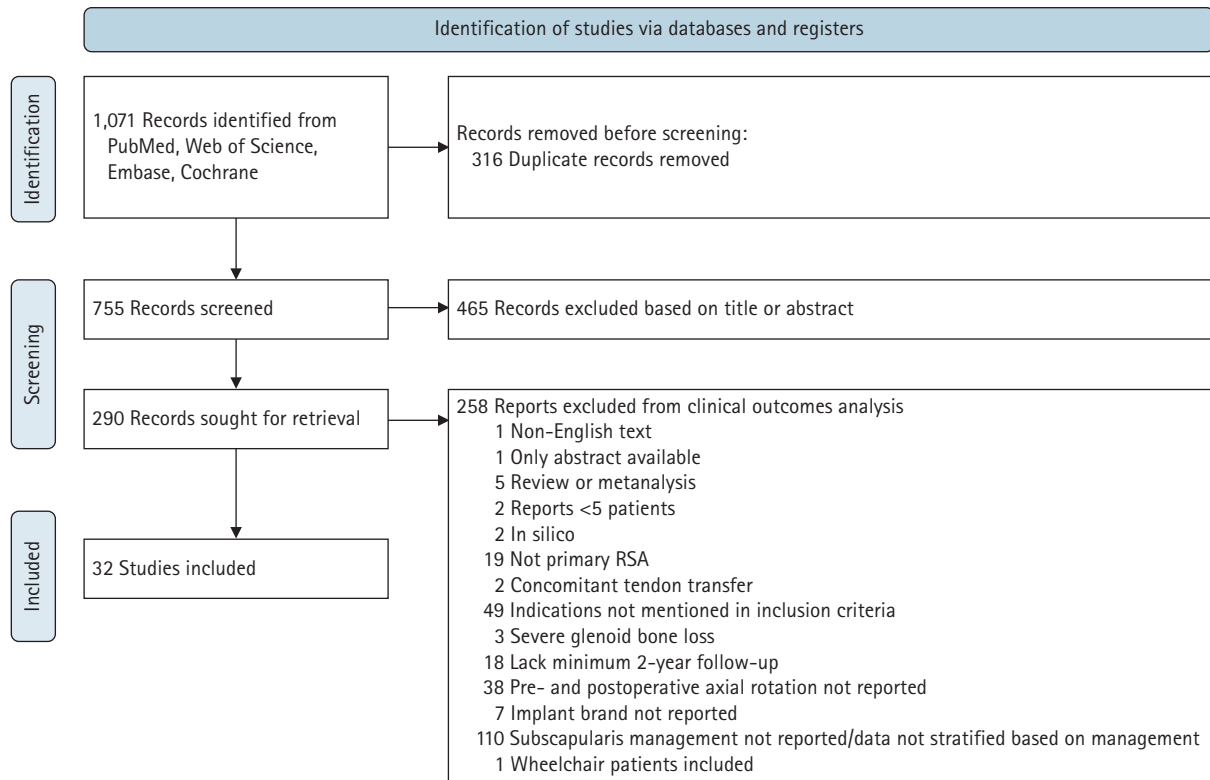 Identification of studies via databases and registers
Identification
1,071 Records identified from
PubMed, Web of Science,
Embase, Cochrane
Records removed before screening:
316 Duplicate records removed
Screening
755 Records screened
465 Records excluded based on title or abstract
290 Records sought for retrieval
258 Reports excluded from clinical outcomes analysis
1 Non-English text
1 Only abstract available
5 Review or metanalysis
2 Reports <5 patients
2 In silico
19 Not primary RSA
2 Concomitant tendon transfer
49 Indications not mentioned in inclusion criteria
3 Severe glenoid bone loss
18 Lack minimum 2-year follow-up
38 Pre- and postoperative axial rotation not reported
7 Implant brand not reported
110 Subscapularis management not reported/data not stratified based on management
1 Wheelchair patients included
Included
32 Studies included